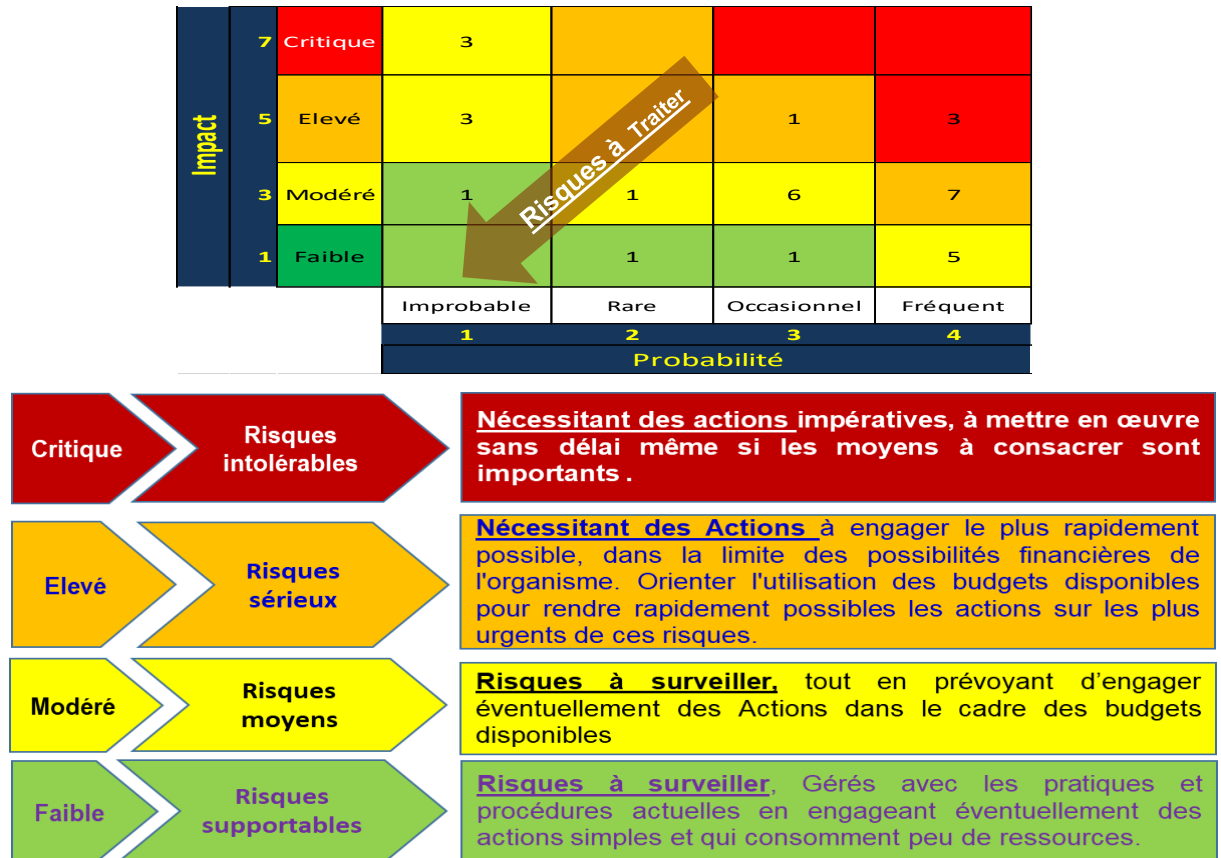 Impact
7 Critique 3
5 Elevé 3 1 3
3 Modéré 1 1 6 7
1 Faible 1 1 5
Risques à Traiter
Improbable Rare Occasionnel Fréquent
1 2 3 4
Probabilité
Critique
Risques
intolérables
Nécessitant des actions impératives, à mettre en œuvre
sans délai même si les moyens à consacrer sont
importants .
Elevé
Risques
sérieux
Nécessitant des Actions à engager le plus rapidement
possible, dans la limite des possibilités financières de
l'organisme. Orienter l'utilisation des budgets disponibles
pour rendre rapidement possibles les actions sur les plus
urgents de ces risques.
Modéré
Risques
moyens
Risques à surveiller, tout en prévoyant d’engager
éventuellement des Actions dans le cadre des budgets
disponibles
Faible
Risques
supportables
Risques à surveiller, Gérés avec les pratiques et
procédures actuelles en engageant éventuellement des
actions simples et qui consomment peu de ressources.